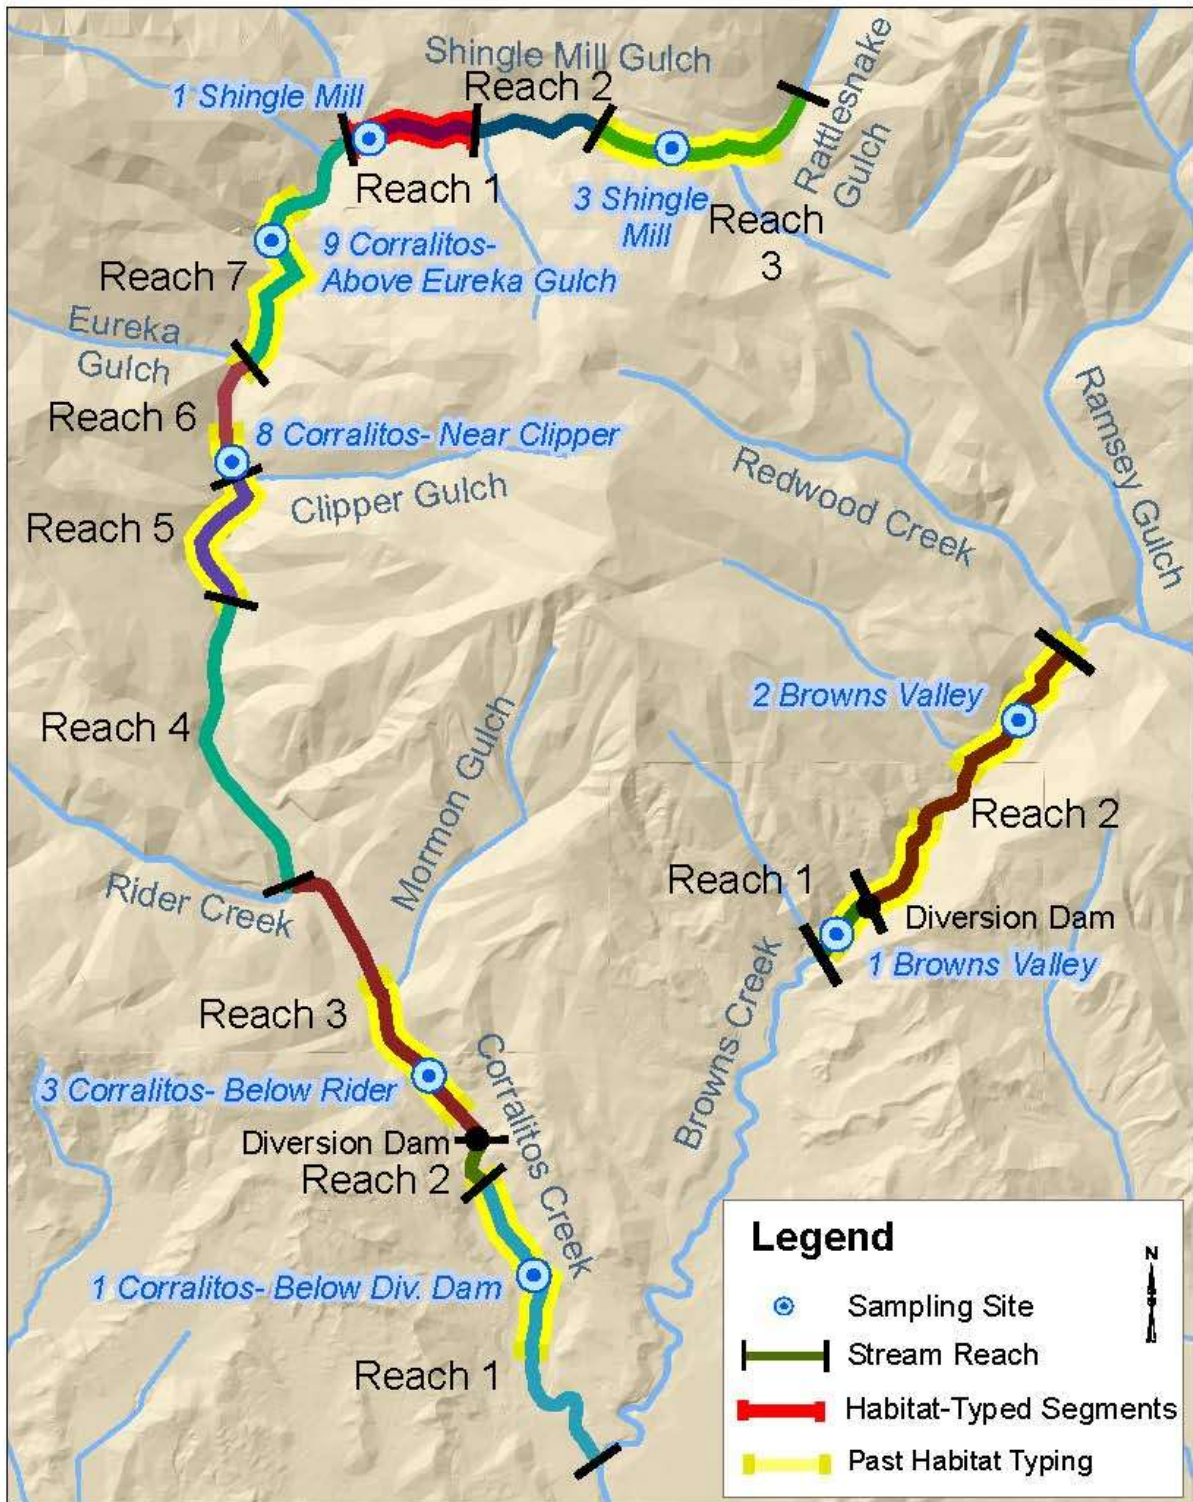 Shingle Mill Gulch
Reach 2
1 Shingle Mill
Rattlesnake
Gulch
Reach 1
3 Shingle
Mill
Reach
3
9 Corralitos-
Above Eureka Gulch
Reach 7
Eureka
Gulch
Reach 6
8 Corralitos- Near Clipper
Clipper Gulch
Redwood Creek
Ramsey Gulch
Reach 5
2 Browns Valley
Reach 4
Mormon Gulch
Reach 2
Reach 1
Rider Creek
Diversion Dam
1 Browns Valley
Browns Creek
Reach 3
Corralitos Creek
3 Corralitos- Below Rider
Diversion Dam
Reach 2
1 Corralitos- Below Div. Dam
Reach 1
Legend
N
Sampling Site
Stream Reach
Habitat-Typed Segments
Past Habitat Typing